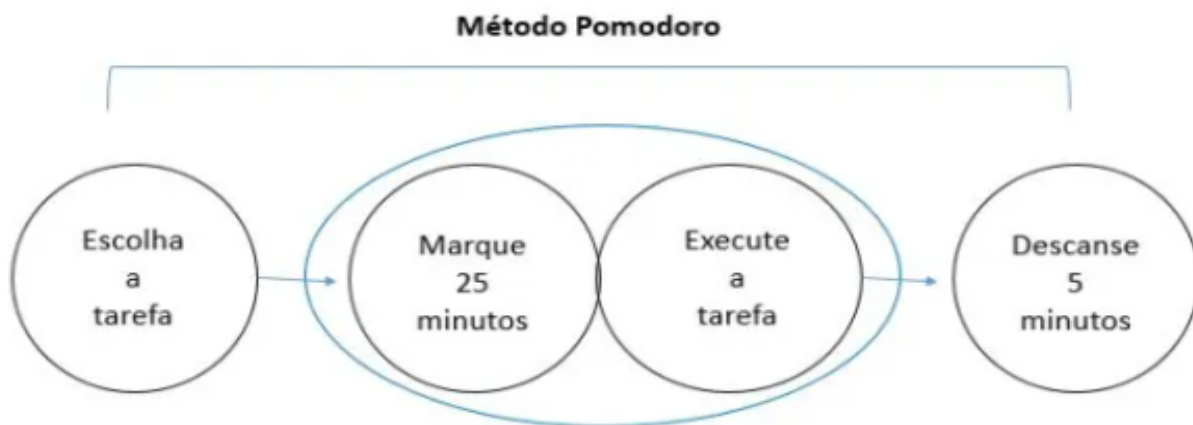 Método Pomodoro
Escolha
a
tarefa
Marque
25
minutos
Execute
a
tarefa
Descanse
5
minutos